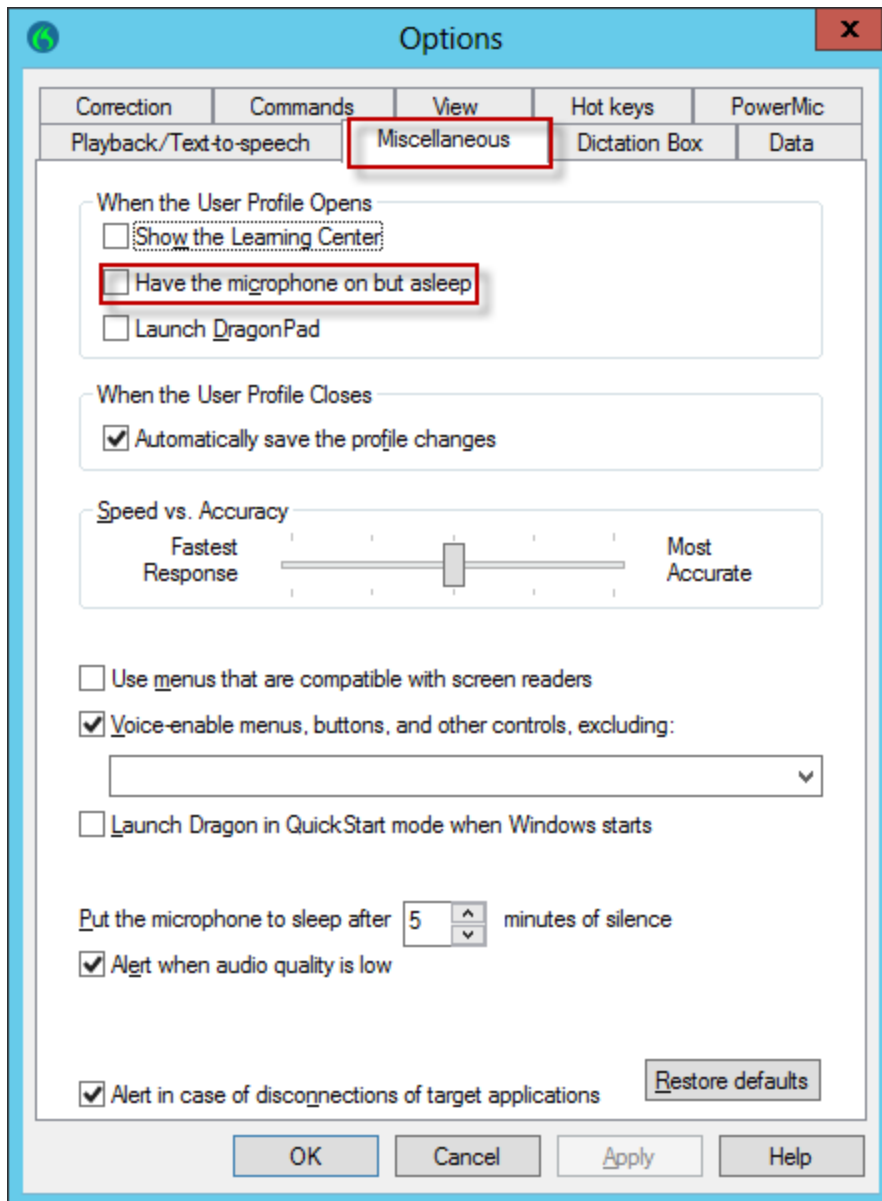 Options
x
Correction Commands View Hot keys PowerMic
Playback/Text-to-speech Miscellaneous Dictation Box Data
When the User Profile Opens
Show the Learning Center
Have the microphone on but asleep
Launch DragonPad
When the User Profile Closes
Automatically save the profile changes
Speed vs. Accuracy
Fastest Most
Response Accurate
Use menus that are compatible with screen readers
Voice-enable menus, buttons, and other controls, excluding:
Launch Dragon in QuickStart mode when Windows starts
Put the microphone to sleep after 5 minutes of silence
Alert when audio quality is low
Restore defaults
Alert in case of disconnections of target applications
OK Cancel Apply Help